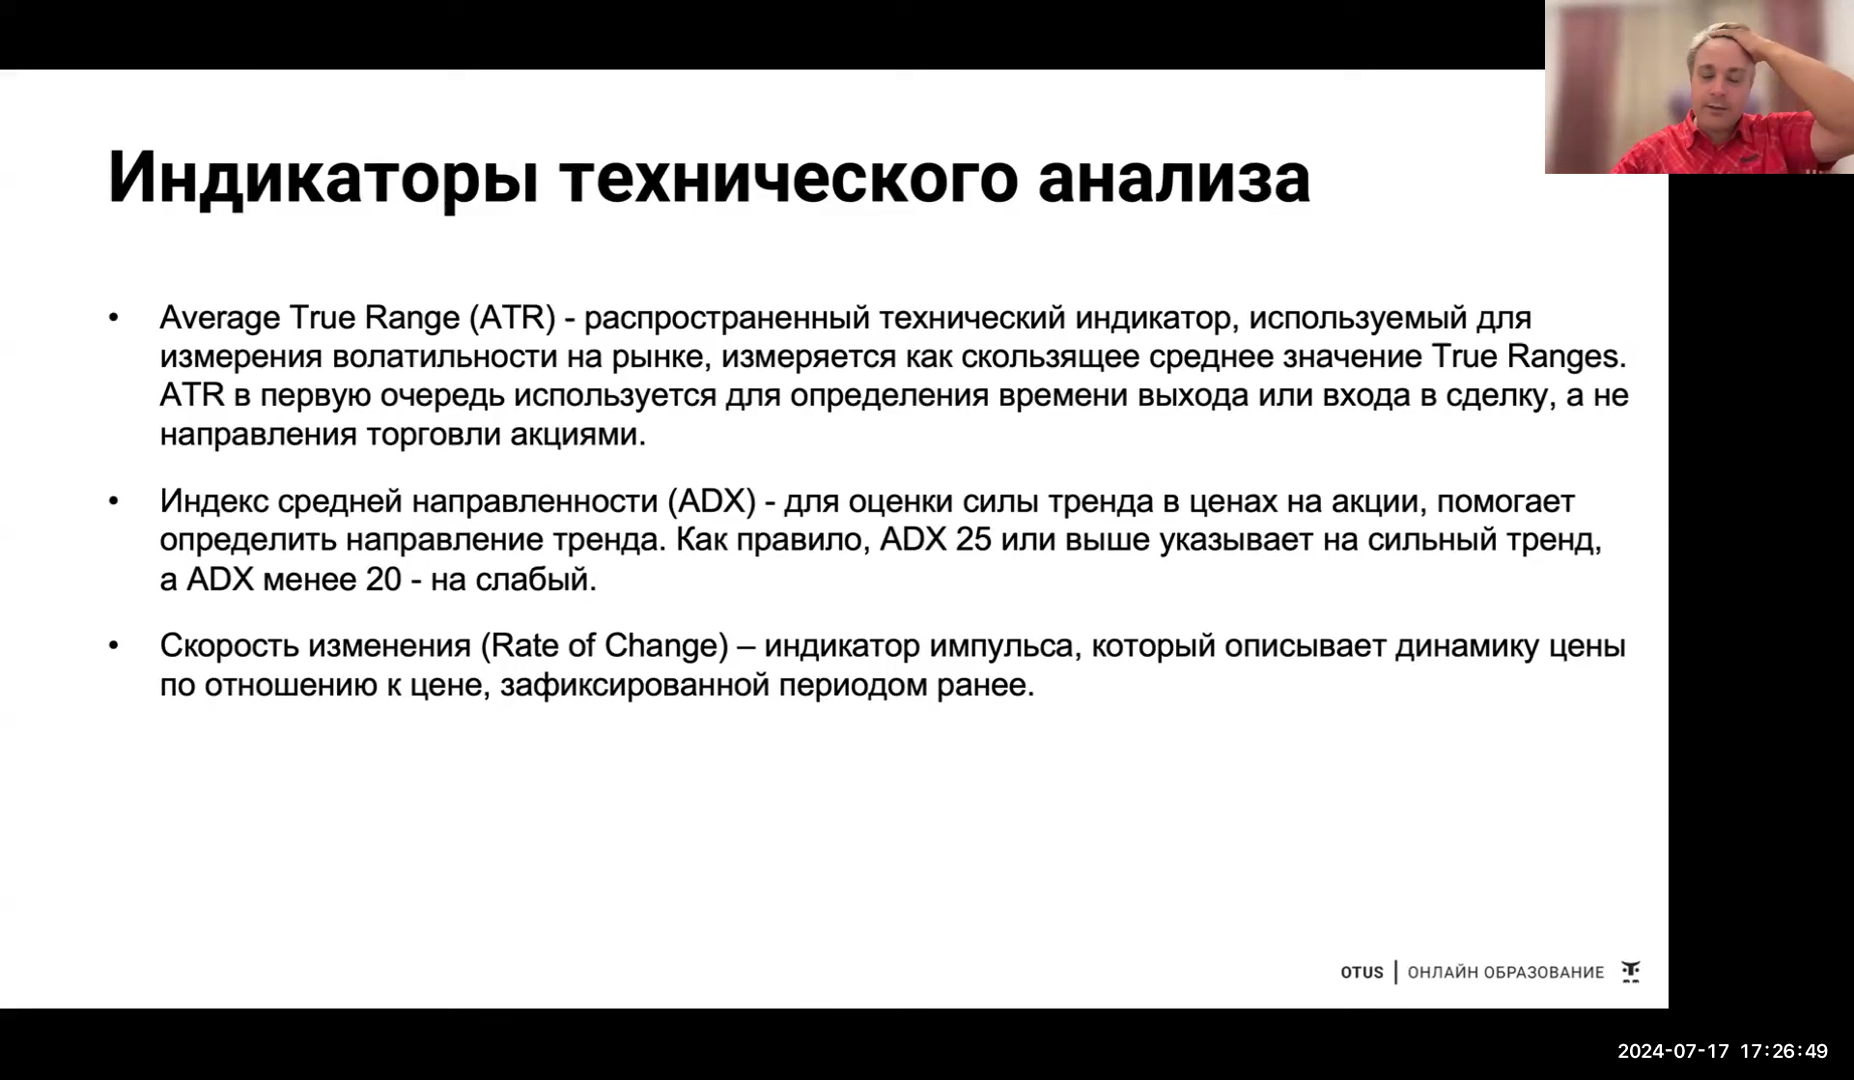 Индикаторы технического анализа
• Average True Range (ATR) - распространенный технический индикатор, используемый для
измерения волатильности на рынке, измеряется как скользящее среднее значение True Ranges.
ATR в первую очередь используется для определения времени выхода или входа в сделку, а не
направления торговли акциями.
• Индекс средней направленности (ADX) - для оценки силы тренда в ценах на акции, помогает
определить направление тренда. Как правило, ADX 25 или выше указывает на сильный тренд,
а ADX менее 20 - на слабый.
• Скорость изменения (Rate of Change) – индикатор импульса, который описывает динамику цены
по отношению к цене, зафиксированной периодом ранее.
OTUS | ОНЛАЙН ОБРАЗОВАНИЕ
2024-07-17 17:26:49